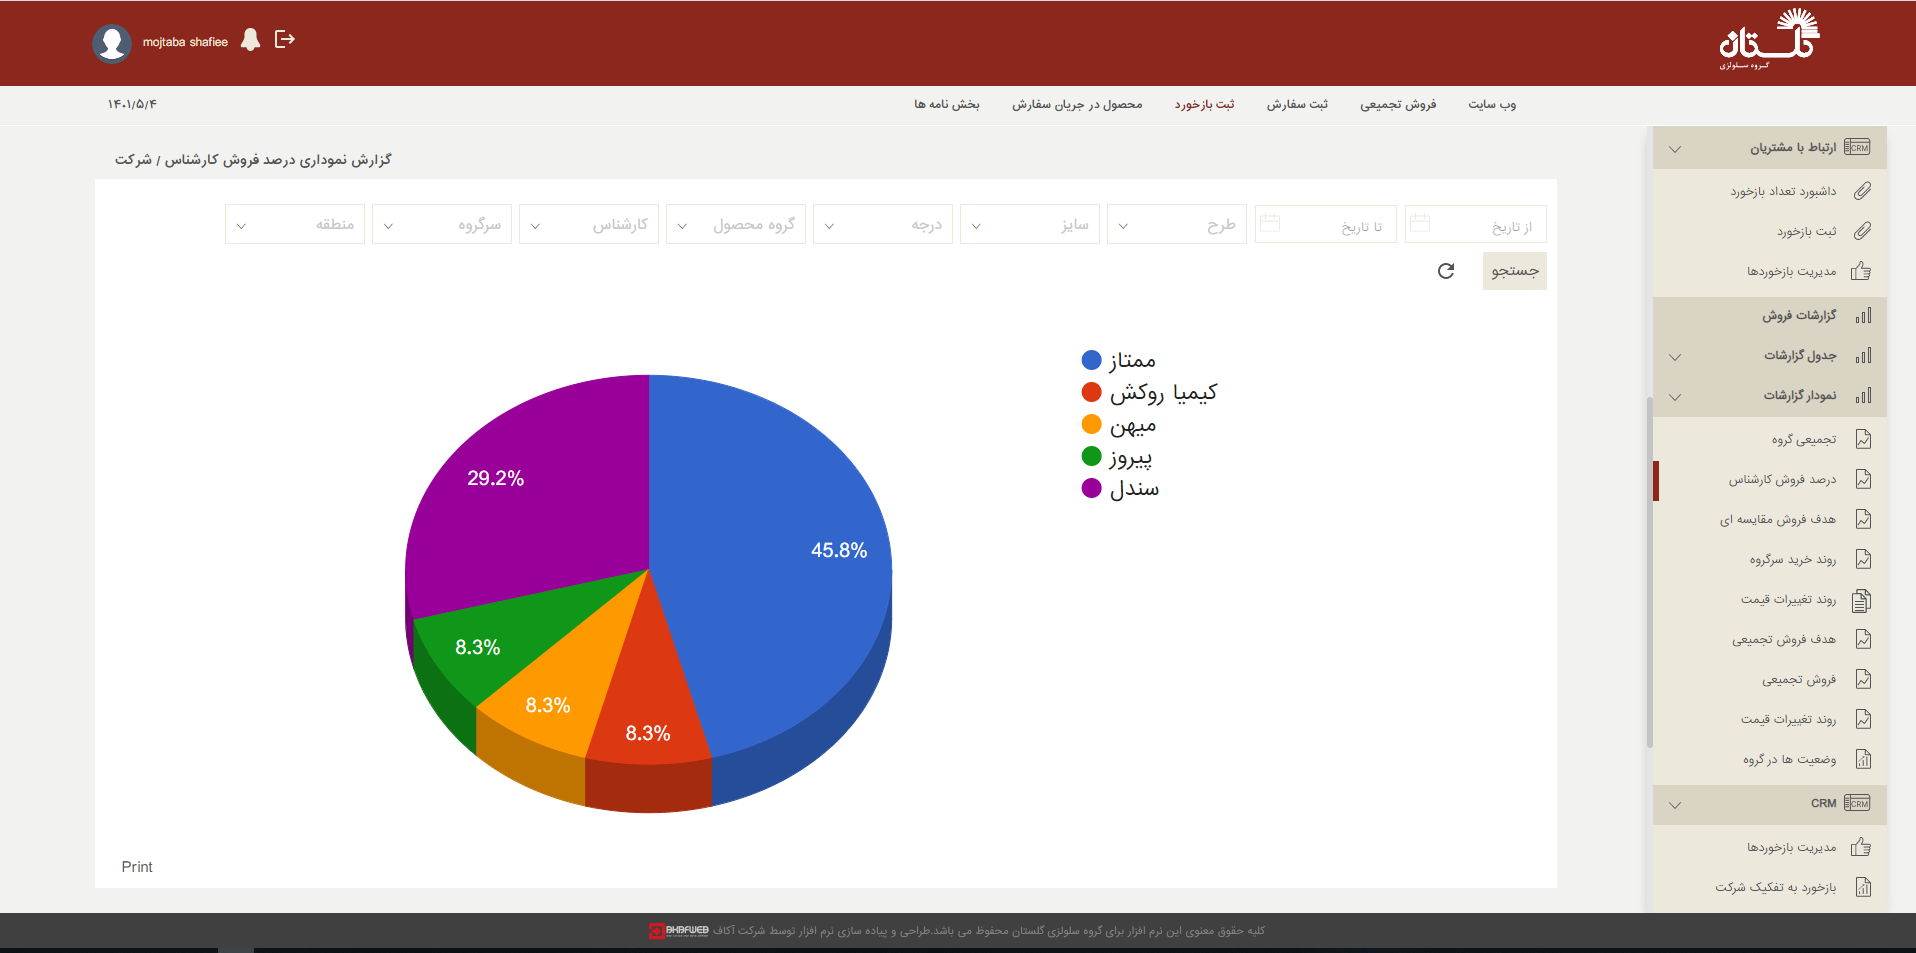 mojtaba shafiee
گلستان
گروه سلولزی
وب سایت
فروش تجمیعی
ثبت سفارش
ثبت بازخورد
محصول در جریان سفارش
بخش نامه ها
۱۴۰۱/۵/۴
ارتباط با مشتریان
CRM
داشبورد تعداد بازخورد
ثبت بازخورد
مدیریت بازخوردها
گزارشات فروش
جدول گزارشات
نمودار گزارشات
تجمیعی گروه
درصد فروش کارشناس
هدف فروش مقایسه ای
روند خرید سرگروه
روند تغییرات قیمت
هدف فروش تجمیعی
فروش تجمیعی
روند تغییرات قیمت
وضعیت ها در گروه
CRM
CRM
مدیریت بازخوردها
بازخورد به تفکیک شرکت
گزارش نموداری درصد فروش کارشناس / شرکت
از تاریخ
تا تاریخ
طرح
سایز
درجه
گروه محصول
کارشناس
سرگروه
منطقه
جستجو
ممتاز
کیمیا روکش
میهن
پیروز
سندل
29.2%
45.8%
8.3%
8.3%
8.3%
Print
کلیه حقوق معنوی این نرم افزار برای گروه سلولزی گلستان محفوظ می باشد.طراحی و پیاده سازی نرم افزار توسط شرکت آکاف
AKAFWEB